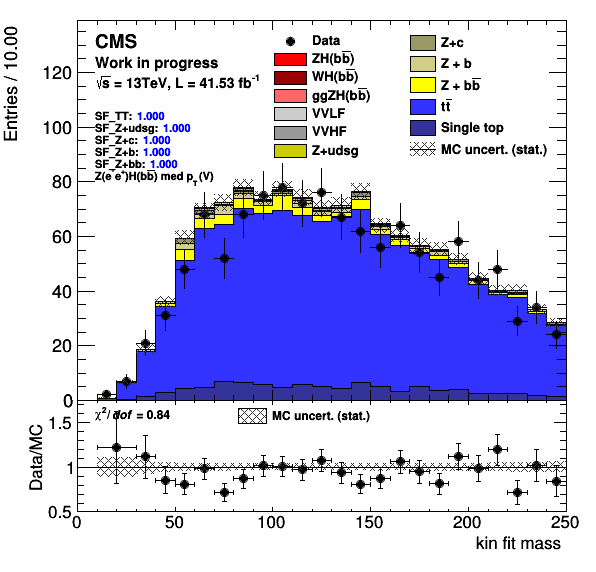 CMS
Work in progress
√s = 13TeV, L = 41.53 fb⁻¹
SF_TT: 1.000
SF_Z+udsg: 1.000
SF_Z+c: 1.000
SF_Z+b: 1.000
SF_Z+bb: 1.000
Z(e⁻e⁺)H(bb̅) med p_T(V)
Data
ZH(bb̅)
WH(bb̅)
ggZH(bb̅)
VVLF
VVHF
Z+udsg
Z+c
Z + b
Z + bb̅
tt̅
Single top
MC uncert. (stat.)
Entries / 10.00
120
100
80
60
40
20
0
χ²/dof = 0.84
MC uncert. (stat.)
Data/MC
1.5
1
0.5
0 50 100 150 200 250
kin fit mass